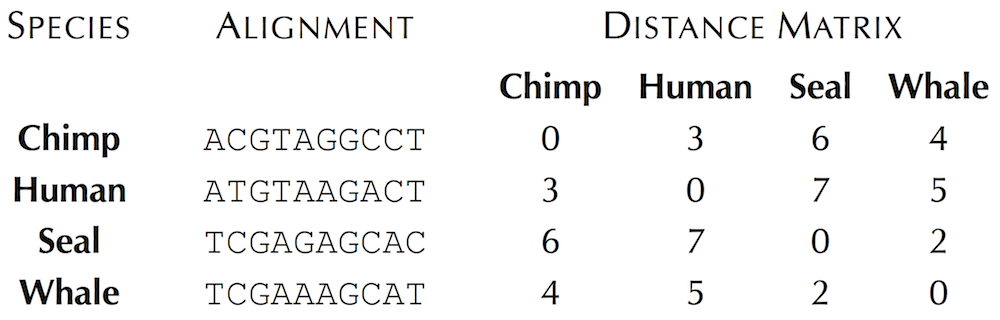 SPECIES ALIGNMENT DISTANCE MATRIX
Chimp Human Seal Whale
Chimp ACGTAGGCCT 0 3 6 4
Human ATGTAAGACT 3 0 7 5
Seal TCGAGAGCAC 6 7 0 2
Whale TCGAAAGCAT 4 5 2 0